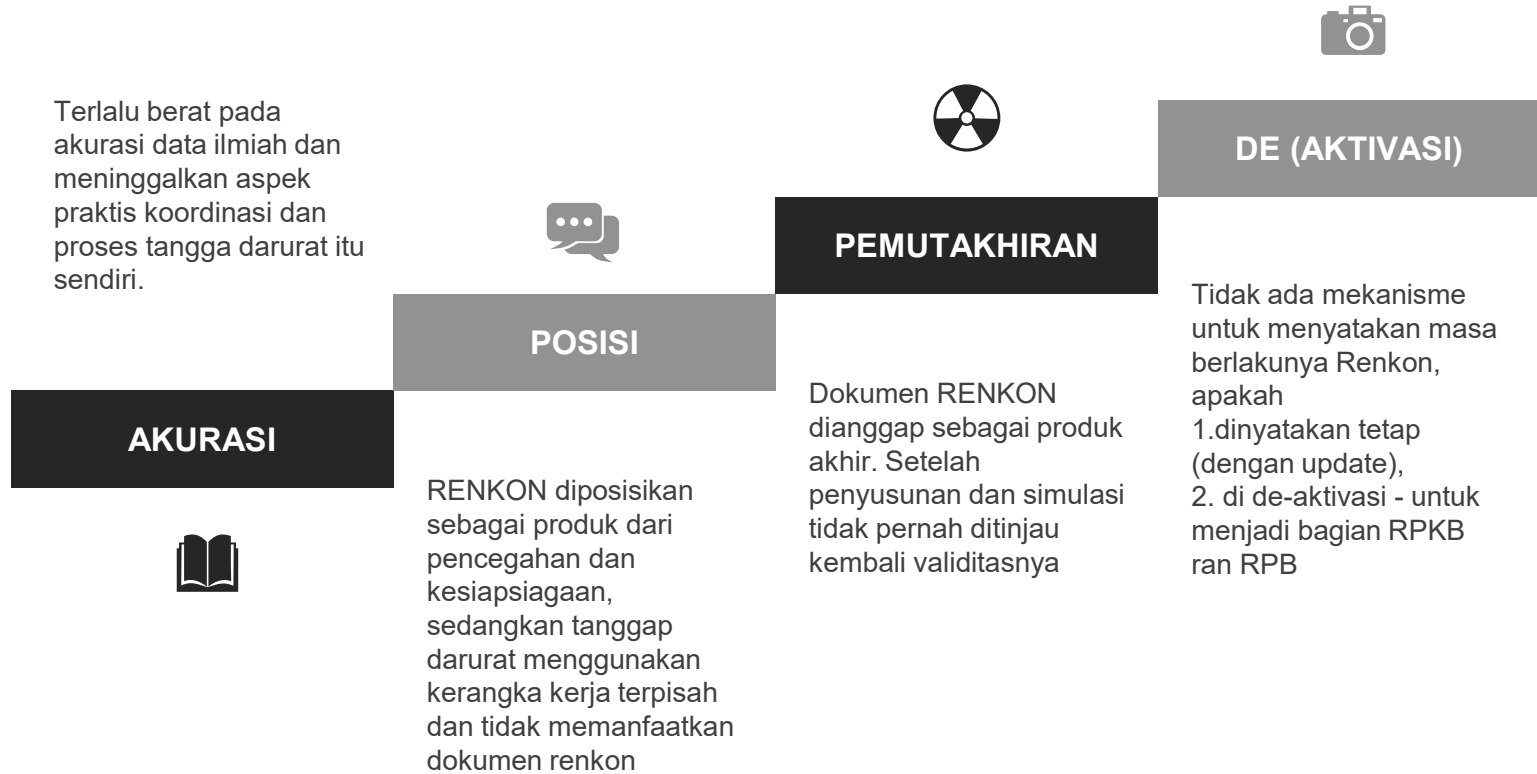 Terlalu berat pada
akurasi data ilmiah dan
meninggalkan aspek
praktis koordinasi dan
proses tangga darurat itu
sendiri.
AKURASI
POSISI
RENKON diposisikan
sebagai produk dari
pencegahan dan
kesiapsiagaan,
sedangkan tanggap
darurat menggunakan
kerangka kerja terpisah
dan tidak memanfaatkan
dokumen renkon
PEMUTAKHIRAN
Dokumen RENKON
dianggap sebagai produk
akhir. Setelah
penyusunan dan simulasi
tidak pernah ditinjau
kembali validitasnya
DE (AKTIVASI)
Tidak ada mekanisme
untuk menyatakan masa
berlakunya Renkon,
apakah
1.dinyatakan tetap
(dengan update),
2. di de-aktivasi - untuk
menjadi bagian RPKB
ran RPB